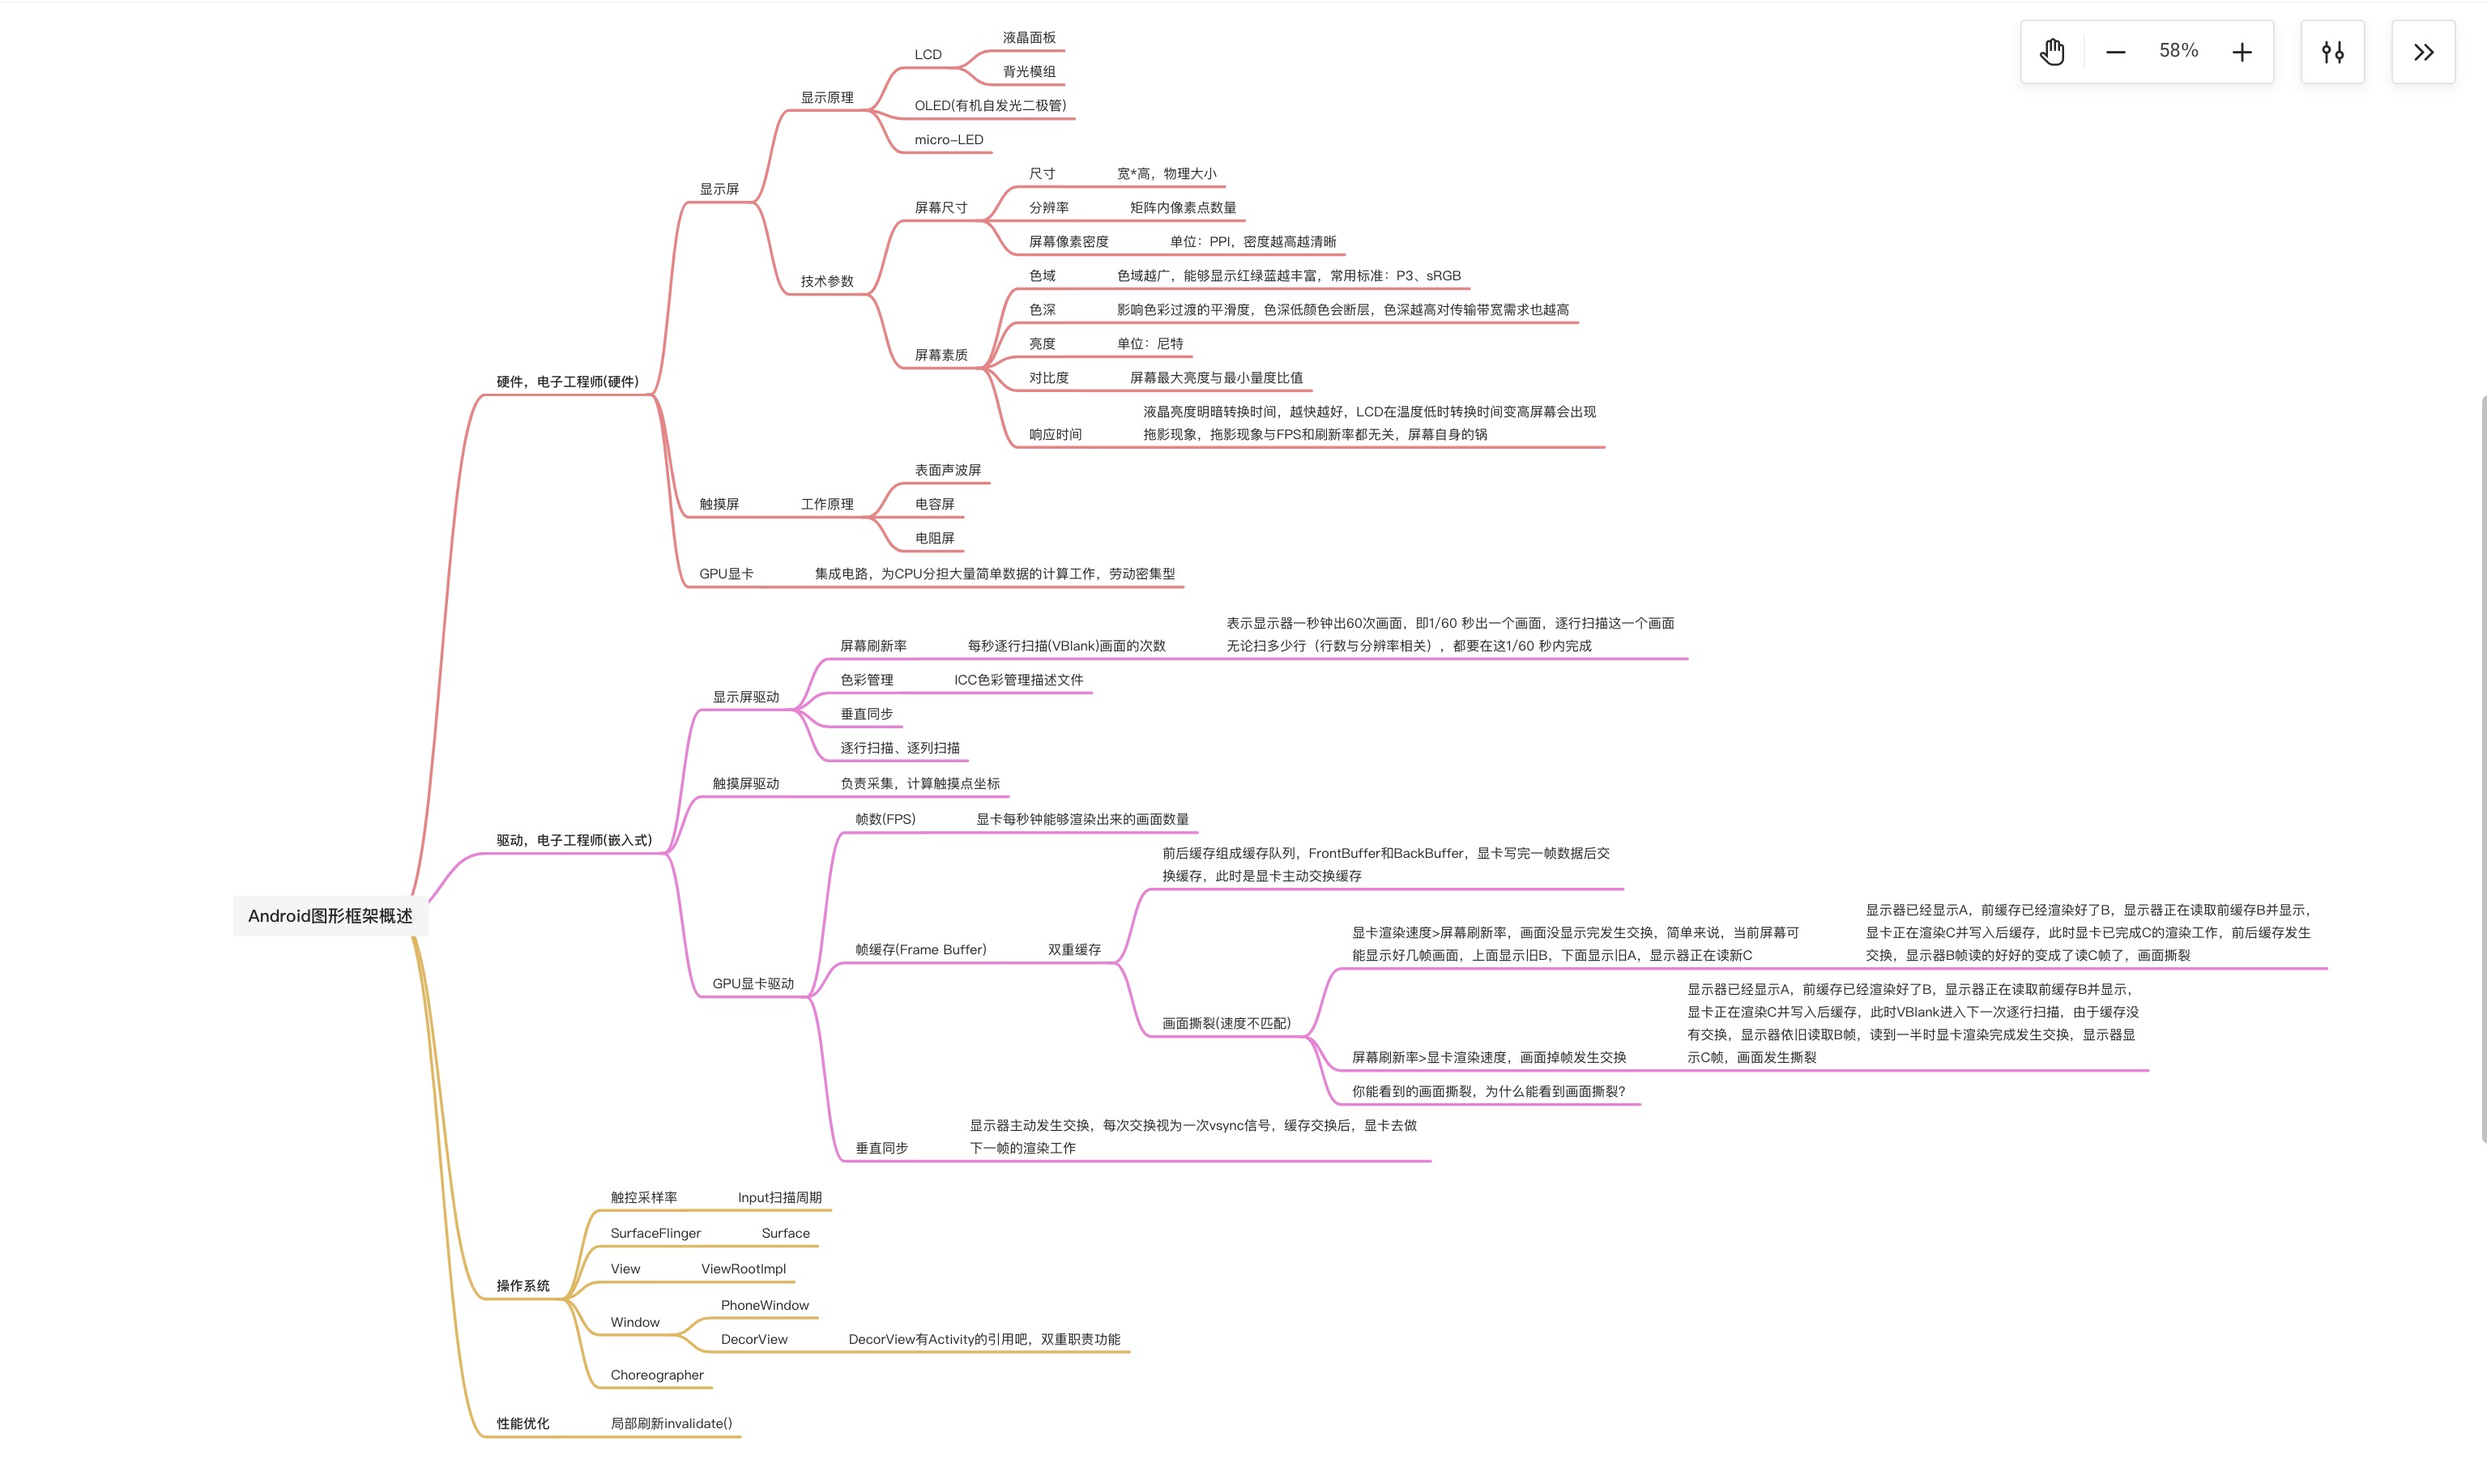 58%
液晶面板
LCD
背光模组
显示原理
OLED(有机自发光二极管)
micro-LED
显示屏
尺寸
宽*高，物理大小
屏幕尺寸
分辨率
矩阵内像素点数量
屏幕像素密度
单位：PPI，密度越高越清晰
技术参数
色域
色域越广，能够显示红绿蓝越丰富，常用标准：P3、sRGB
色深
影响色彩过渡的平滑度，色深低颜色会断层，色深越高对传输带宽需求也越高
亮度
单位：尼特
屏幕素质
对比度
屏幕最大亮度与最小量度比值
响应时间
液晶亮度明暗转换时间，越快越好，LCD在温度低时转换时间变高屏幕会出现
拖影现象，拖影现象与FPS和刷新率都无关，屏幕自身的锅
硬件，电子工程师(硬件)
表面声波屏
触摸屏
工作原理
电容屏
电阻屏
GPU显卡
集成电路，为CPU分担大量简单数据的计算工作，劳动密集型
屏幕刷新率
每秒逐行扫描(VBlank)画面的次数
表示显示器一秒钟出60次画面，即1/60 秒出一个画面，逐行扫描这一个画面
无论扫多少行（行数与分辨率相关），都要在这1/60 秒内完成
色彩管理
ICC色彩管理描述文件
显示屏驱动
垂直同步
逐行扫描、逐列扫描
触摸屏驱动
负责采集，计算触摸点坐标
帧数(FPS)
显卡每秒钟能够渲染出来的画面数量
驱动，电子工程师(嵌入式)
前后缓存组成缓存队列，FrontBuffer和BackBuffer，显卡写完一帧数据后交
换缓存，此时是显卡主动交换缓存
Android图形框架概述
帧缓存(Frame Buffer)
双重缓存
显卡渲染速度>屏幕刷新率，画面没显示完发生交换，简单来说，当前屏幕可
能显示好几帧画面，上面显示旧B，下面显示旧A，显示器正在读新C
显示器已经显示A，前缓存已经渲染好了B，显示器正在读取前缓存B并显示，
显卡正在渲染C并写入后缓存，此时显卡已完成C的渲染工作，前后缓存发生
交换，显示器B帧读的好好的变成了读C帧了，画面撕裂
GPU显卡驱动
画面撕裂(速度不匹配)
屏幕刷新率>显卡渲染速度，画面掉帧发生交换
显示器已经显示A，前缓存已经渲染好了B，显示器正在读取前缓存B并显示，
显卡正在渲染C并写入后缓存，此时VBlank进入下一次逐行扫描，由于缓存没
有交换，显示器依旧读取B帧，读到一半时显卡渲染完成发生交换，显示器显
示C帧，画面发生撕裂
你能看到的画面撕裂，为什么能看到画面撕裂？
垂直同步
显示器主动发生交换，每次交换视为一次vsync信号，缓存交换后，显卡去做
下一帧的渲染工作
触控采样率
Input扫描周期
SurfaceFlinger
Surface
View
ViewRootImpl
操作系统
PhoneWindow
Window
DecorView
DecorView有Activity的引用吧，双重职责功能
Choreographer
性能优化
局部刷新invalidate()